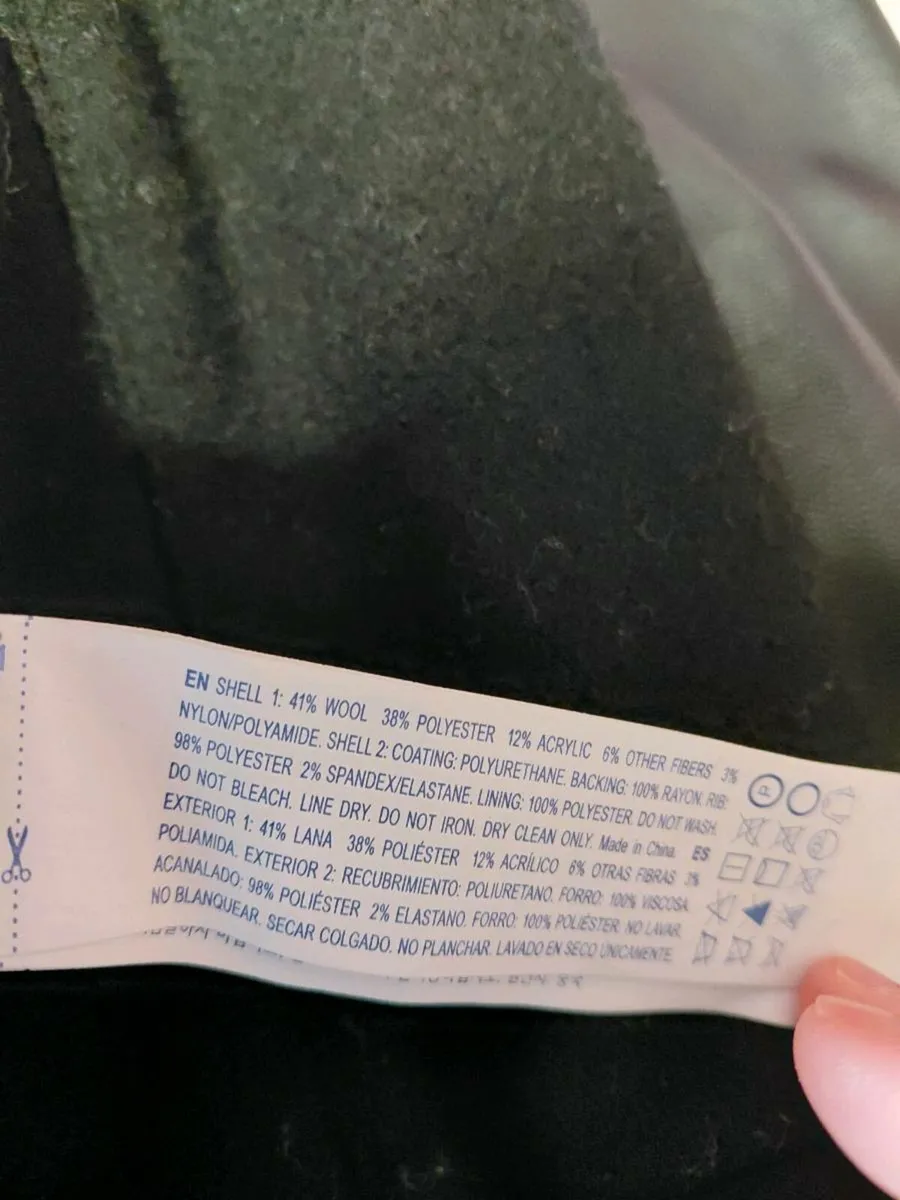 EN SHELL 1: 41% WOOL 38% POLYESTER 12% ACRYLIC 6% OTHER FIBERS 3%
NYLON/POLYAMIDE. SHELL 2: COATING: POLYURETHANE. BACKING: 100% RAYON. RIB:
98% POLYESTER 2% SPANDEX/ELASTANE. LINING: 100% POLYESTER. DO NOT WASH.
DO NOT BLEACH. LINE DRY. DO NOT IRON. DRY CLEAN ONLY. Made in China. ES
EXTERIOR 1: 41% LANA 38% POLIÉSTER 12% ACRÍLICO 6% OTRAS FIBRAS 3%
POLIAMIDA. EXTERIOR 2: RECUBRIMIENTO: POLIURETANO. FORRO: 100% VISCOSA.
ACANALADO: 98% POLIÉSTER 2% ELASTANO. FORRO: 100% POLIÉSTER. NO LAVAR.
NO BLANQUEAR. SECAR COLGADO. NO PLANCHAR. LAVADO EN SECO ÚNICAMENTE.
P